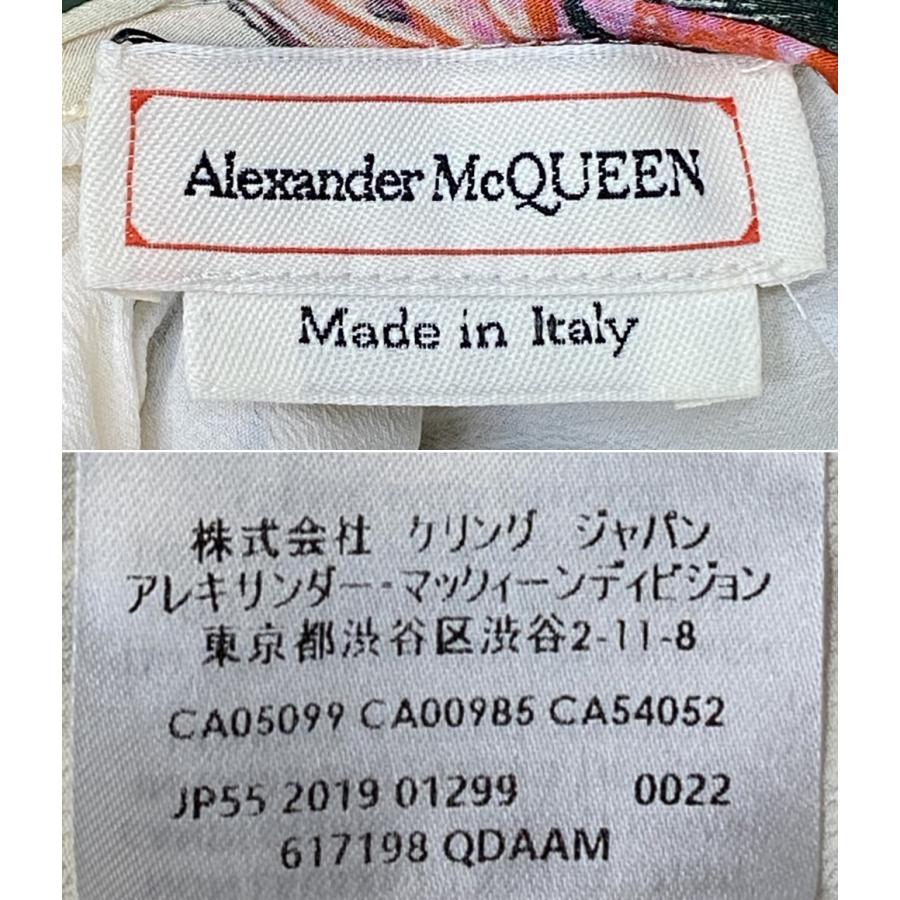 Alexander McQUEEN
Made in Italy
株式会社 ケリング ジャパン
アレキリンダー・マックィーンディビジョン
東京都渋谷区渋谷2-11-8
CA05099 CA00985 CA54052
JP55 2019 01299 0022
617198 QDAAM